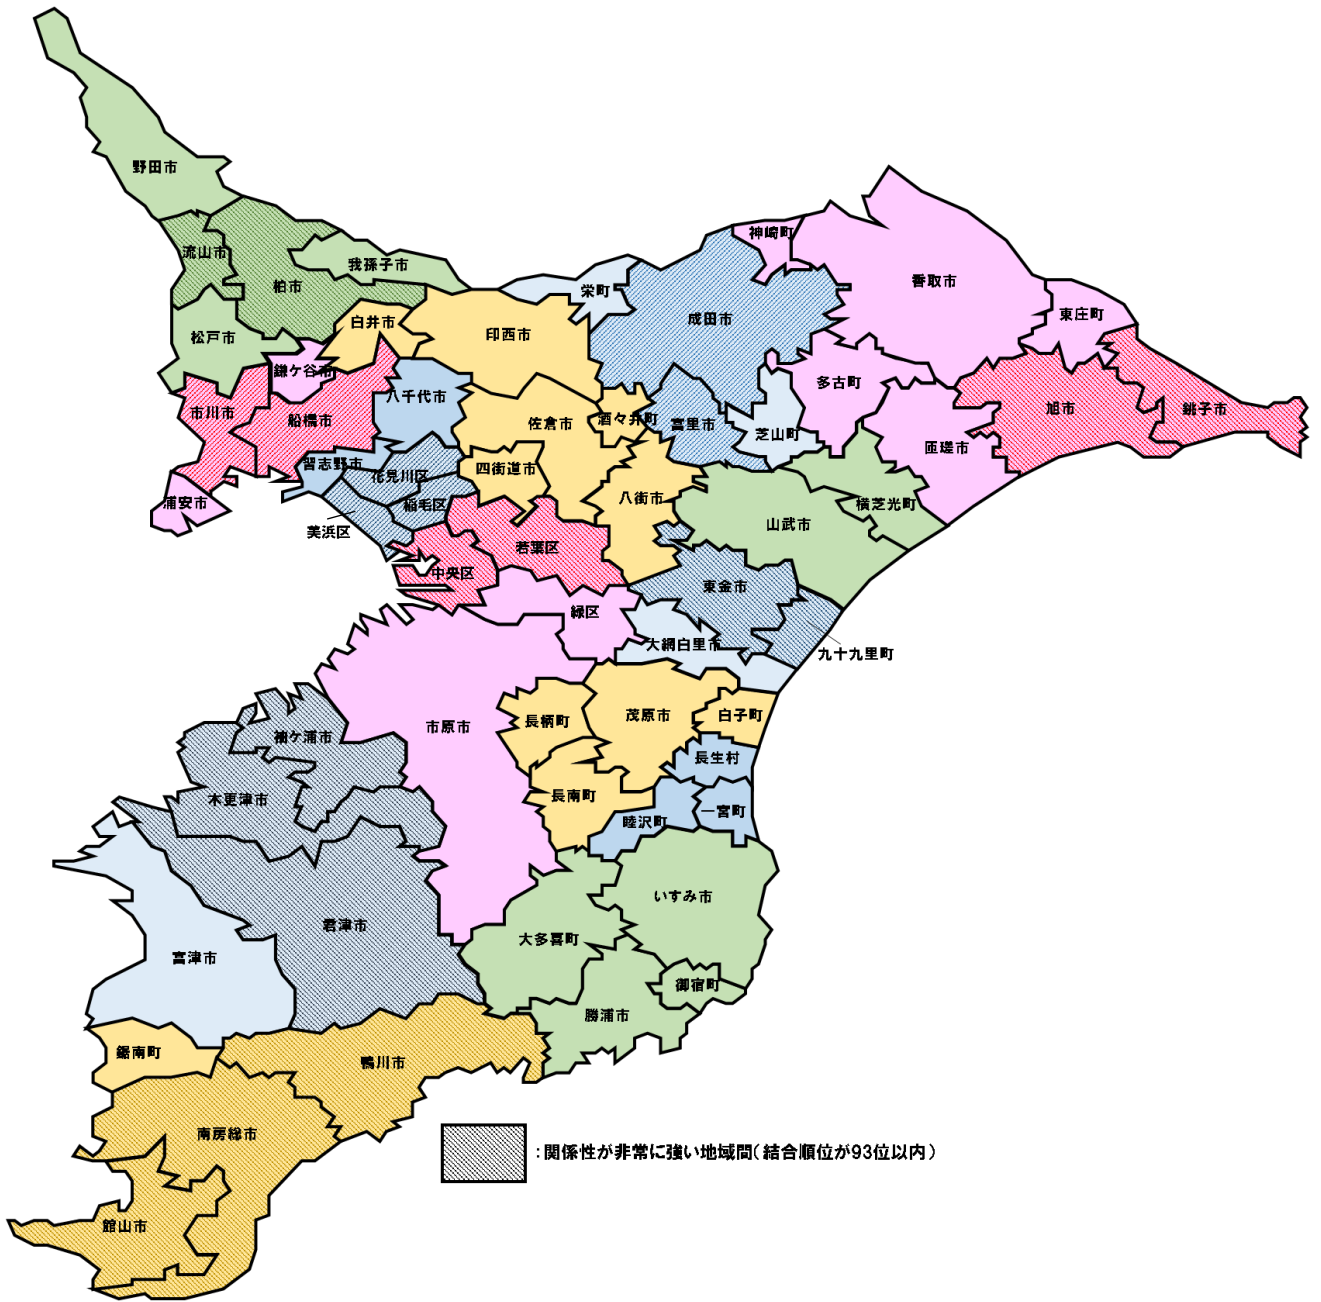 野田市
流山市
柏市
我孫子市
松戸市
白井市
鎌ケ谷市
市川市
船橋市
浦安市
印西市
栄町
成田市
神崎町
香取市
東庄町
銚子市
旭市
匝瑳市
多古町
芝山町
富里市
酒々井町
佐倉市
八千代市
習志野市
花見川区
稲毛区
美浜区
四街道市
八街市
若葉区
中央区
緑区
山武市
横芝光町
東金市
九十九里町
大網白里市
市原市
長柄町
茂原市
白子町
長生村
一宮町
睦沢町
長南町
袖ケ浦市
木更津市
君津市
富津市
いすみ市
大多喜町
御宿町
勝浦市
鴨川市
鋸南町
南房総市
館山市
:関係性が非常に強い地域間(結合順位が93位以内)